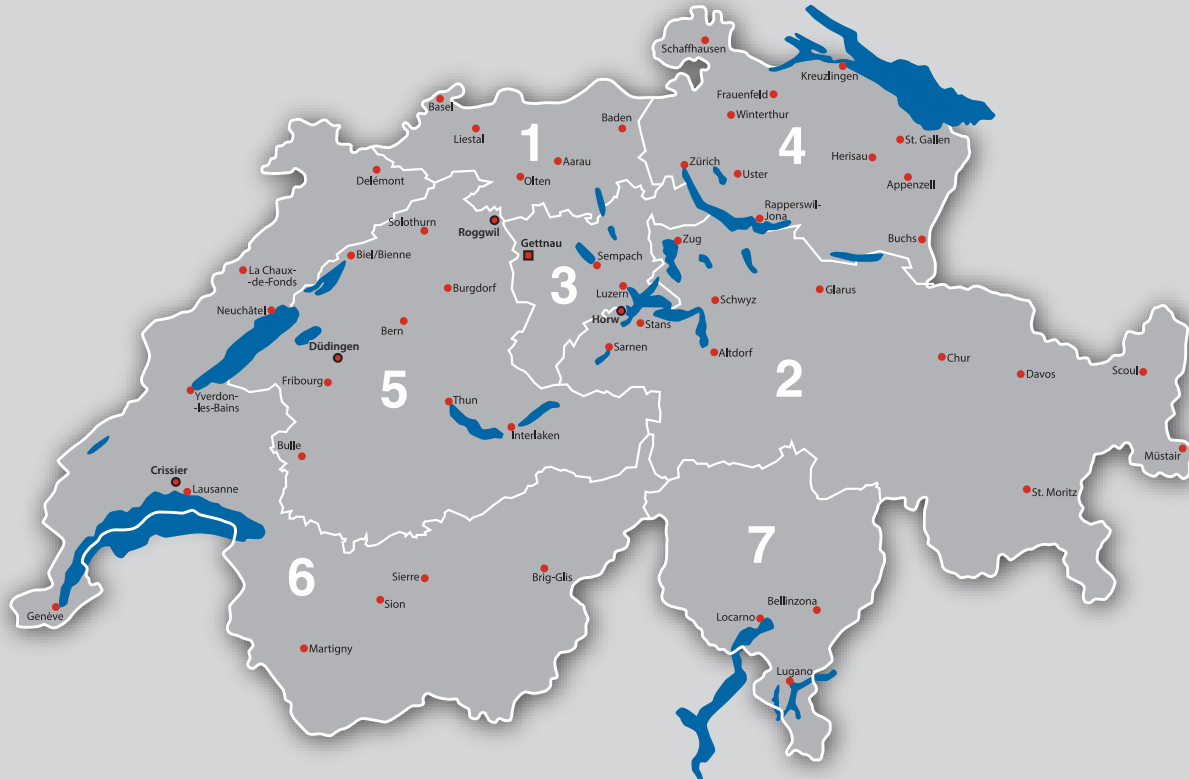 Schaffhausen
Kreuzlingen
Frauenfeld
Basel
Winterthur
Baden
Liestal
1
4
St. Gallen
Herisau
Aarau
Zürich
Delémont
Olten
Uster
Appenzell
Rapperswil-
Jona
Solothurn
Roggwil
Gettnau
Zug
Buchs
Biel/Bienne
Sempach
La Chaux-
-de-Fonds
3
Burgdorf
Luzern
Glarus
Schwyz
Neuchâtel
Horw
Stans
Bern
Düdingen
Sarnen
Altdorf
Chur
Scoul
Davos
Fribourg
5
2
Yverdon-
-les-Bains
Thun
Interlaken
Bulle
Müstair
Crissier
Lausanne
St. Moritz
7
6
Sierre
Brig-Glis
Sion
Bellinzona
Genève
Locarno
Martigny
Lugano